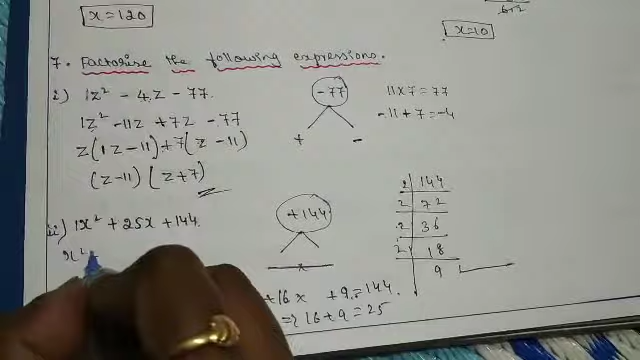 x = 120
x = 10
7. Factorise the following expressions.
i) 1z² - 4z - 77.
1z² - 11z + 7z - 77
z(1z - 11) + 7(z - 11)
(z - 11) (z + 7)
-77
+ -
11 x 7 = 77
- 11 + 7 = -4
ii) 1x² + 25x + 144.
x²
+144
2 | 144
2 | 72
2 | 36
2 | 18
9
+16x +9 = 144.
=> 16 + 9 = 25